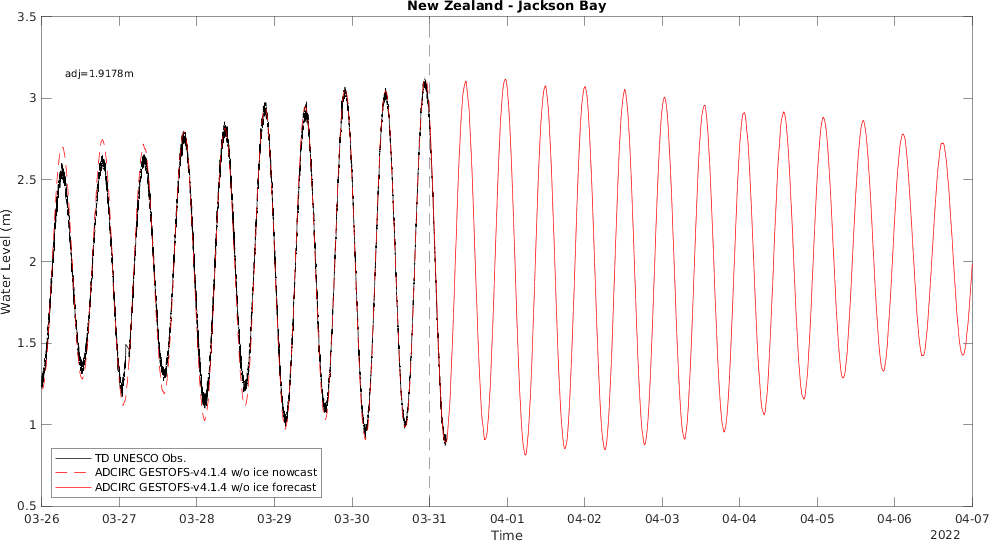 New Zealand - Jackson Bay
3.5
adj=1.9178m
3
2.5
2
1.5
1
0.5
Water Level (m)
TD UNESCO Obs.
ADCIRC GESTOFS-v4.1.4 w/o ice nowcast
ADCIRC GESTOFS-v4.1.4 w/o ice forecast
03-26 03-27 03-28 03-29 03-30 03-31 04-01 04-02 04-03 04-04 04-05 04-06 04-07
Time
2022